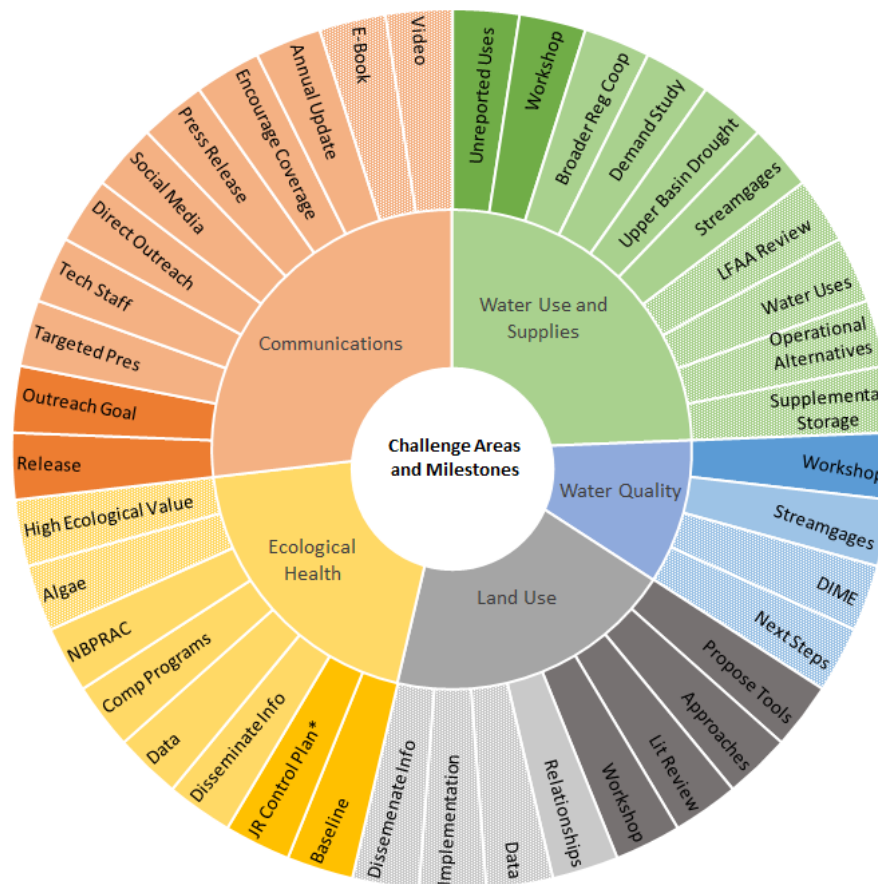 Challenge Areas
and Milestones
Water Use and
Supplies
Unreported Uses
Workshop
Broader Reg Coop
Demand Study
Upper Basin Drought
Streamgages
LFAA Review
Water Uses
Operational
Alternatives
Supplemental
Storage
Water Quality
Workshop
Streamgages
DIME
Next Steps
Land Use
Propose Tools
Approaches
Lit Review
Workshop
Relationships
Data
Implementation
Dissemenate Info
Ecological
Health
Baseline
JR Control Plan*
Disseminate Info
Data
Comp Programs
NBPRAC
Algae
High Ecological Value
Communications
Release
Outreach Goal
Targeted Pres
Tech Staff
Direct Outreach
Social Media
Press Release
Encourage Coverage
Annual Update
E-Book
Video